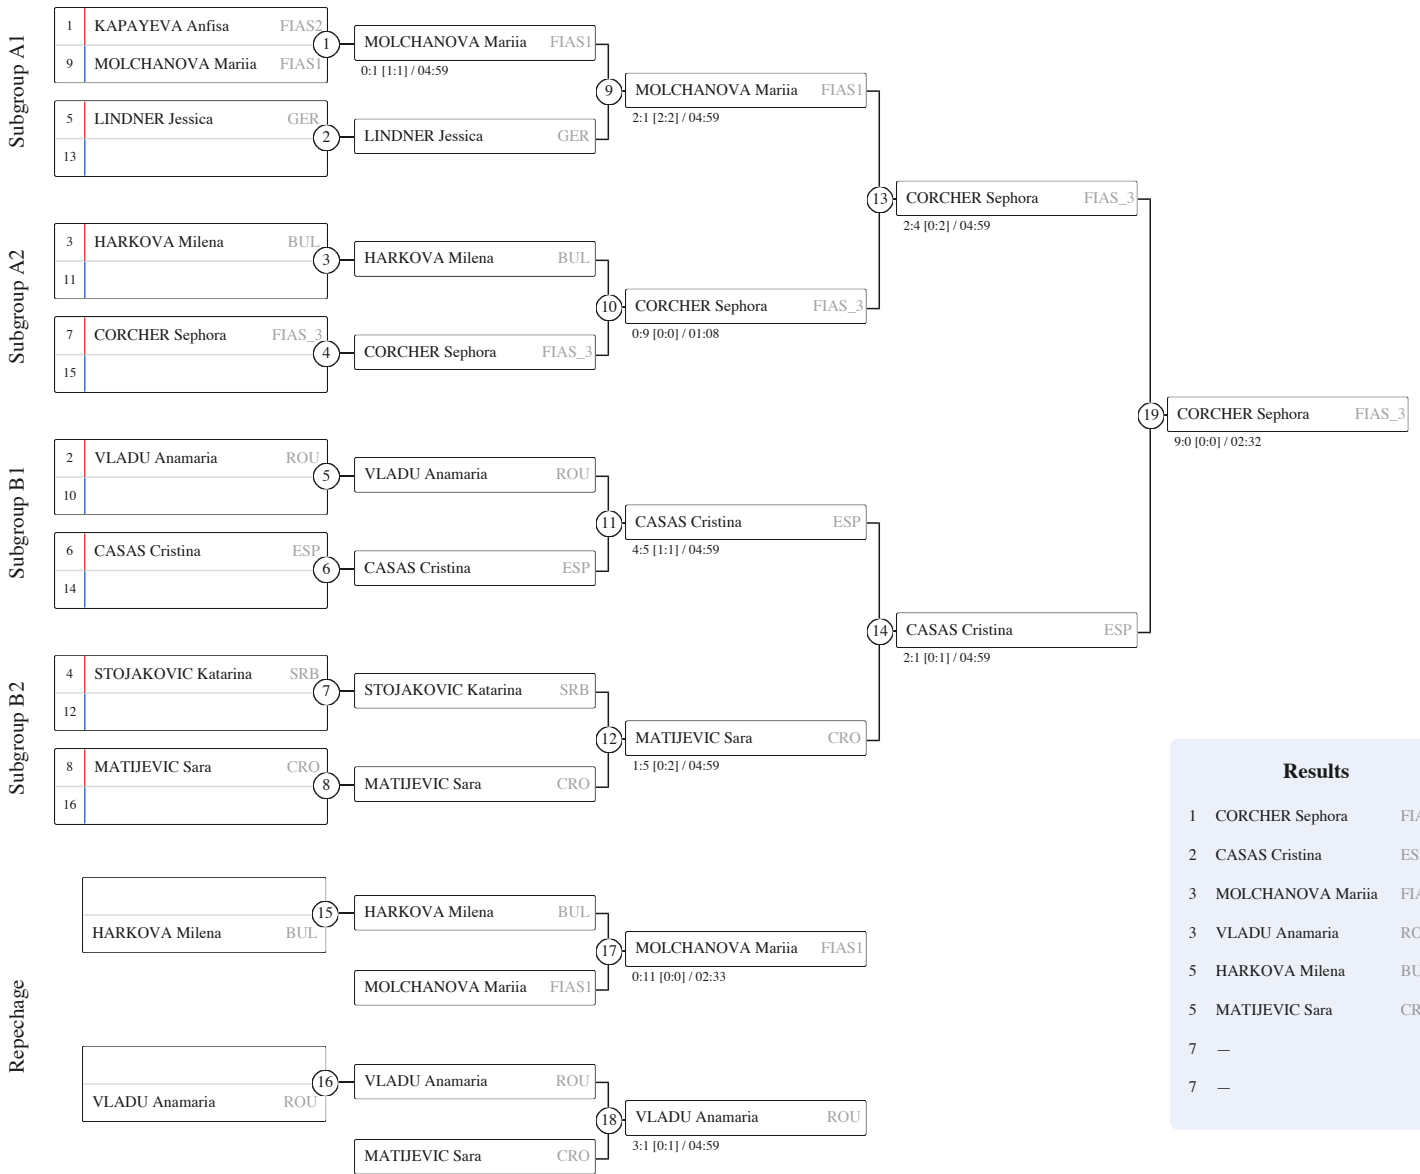 Subgroup A1
1 KAPAYEVA Anfisa FIAS2
9 MOLCHANOVA Mariia FIAS1
1
5 LINDNER Jessica GER
13
2
MOLCHANOVA Mariia FIAS1
0:1 [1:1] / 04:59
LINDNER Jessica GER
9
MOLCHANOVA Mariia FIAS1
2:1 [2:2] / 04:59
Subgroup A2
3 HARKOVA Milena BUL
11
3
7 CORCHER Sephora FIAS_3
15
4
HARKOVA Milena BUL
CORCHER Sephora FIAS_3
10
CORCHER Sephora FIAS_3
0:9 [0:0] / 01:08
13
CORCHER Sephora FIAS_3
2:4 [0:2] / 04:59
Subgroup B1
2 VLADU Anamaria ROU
10
5
6 CASAS Cristina ESP
14
6
VLADU Anamaria ROU
CASAS Cristina ESP
11
CASAS Cristina ESP
4:5 [1:1] / 04:59
Subgroup B2
4 STOJAKOVIC Katarina SRB
12
7
8 MATIJEVIC Sara CRO
16
8
STOJAKOVIC Katarina SRB
MATIJEVIC Sara CRO
12
MATIJEVIC Sara CRO
1:5 [0:2] / 04:59
14
CASAS Cristina ESP
2:1 [0:1] / 04:59
19
CORCHER Sephora FIAS_3
9:0 [0:0] / 02:32
Repechage
HARKOVA Milena BUL
15
HARKOVA Milena BUL
MOLCHANOVA Mariia FIAS1
17
MOLCHANOVA Mariia FIAS1
0:11 [0:0] / 02:33
VLADU Anamaria ROU
16
VLADU Anamaria ROU
MATIJEVIC Sara CRO
18
VLADU Anamaria ROU
3:1 [0:1] / 04:59
Results
1 CORCHER Sephora
2 CASAS Cristina
3 MOLCHANOVA Mariia
3 VLADU Anamaria
5 HARKOVA Milena
5 MATIJEVIC Sara
7 —
7 —